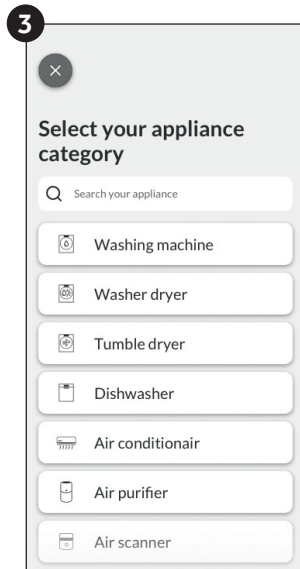 3
Select your appliance
category
Search your appliance
Washing machine
Washer dryer
Tumble dryer
Dishwasher
Air conditionair
Air purifier
Air scanner